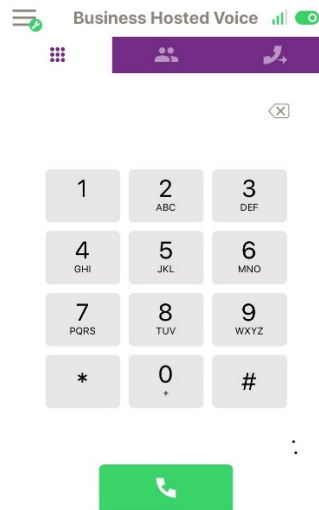 Business Hosted Voice
1 2 3
ABC DEF
4 5 6
GHI JKL MNO
7 8 9
PQRS TUV WXYZ
* 0 #
+